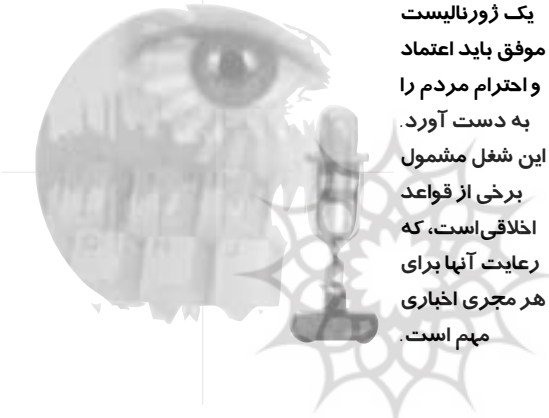 یک ژورنالیست
موفق باید اعتماد
و احترام مردم را
به دست آورد.
این شغل مشمول
برخی از قواعد
اخلاقی‌است، که
رعایت آنها برای
هر مجری اخباری
مهم است.